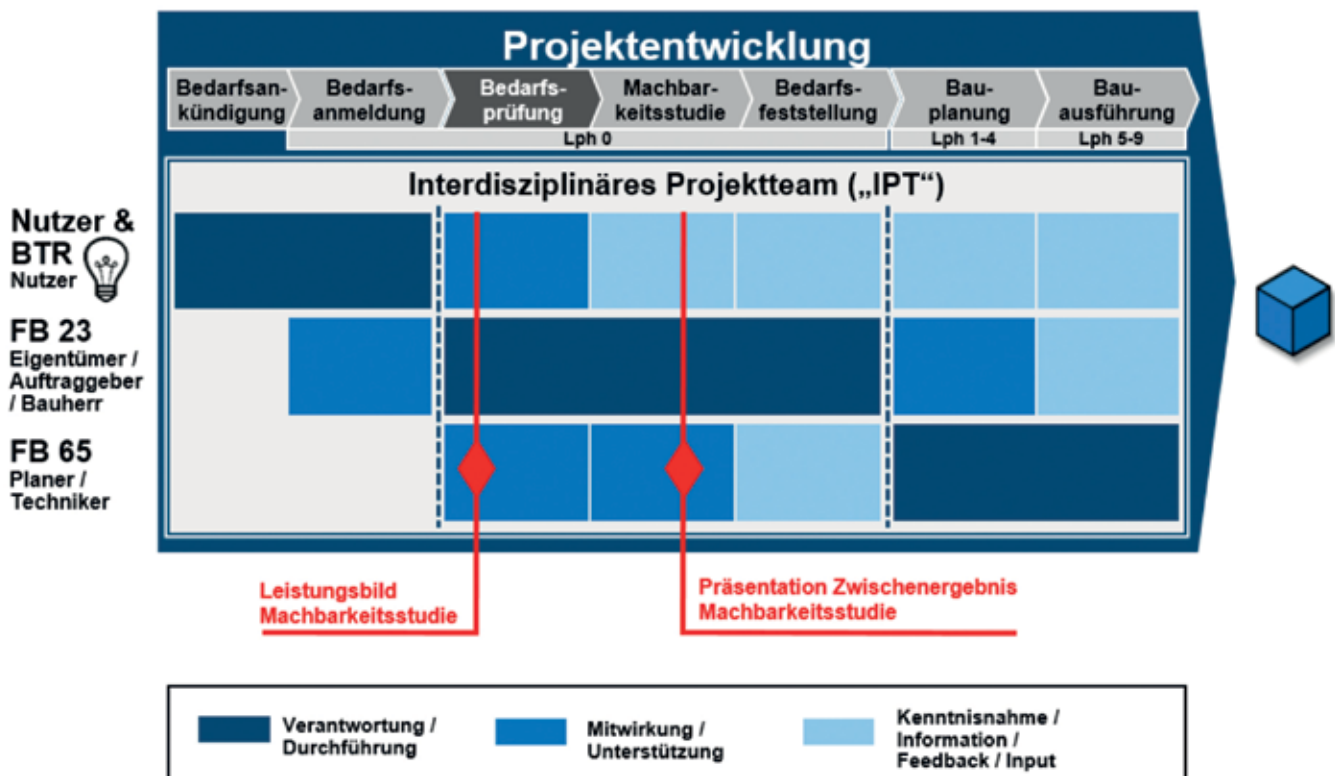 Projektentwicklung
Bedarfsan-
kündigung
Bedarfs-
anmeldung
Bedarfs-
prüfung
Machbar-
keitsstudie
Bedarfs-
feststellung
Bau-
planung
Bau-
ausführung
Lph 0
Lph 1-4
Lph 5-9
Interdisziplinäres Projektteam („IPT“)
Nutzer &
BTR
Nutzer
FB 23
Eigentümer /
Auftraggeber
/ Bauherr
FB 65
Planer /
Techniker
Leistungsbild
Machbarkeitsstudie
Präsentation Zwischenergebnis
Machbarkeitsstudie
Verantwortung /
Durchführung
Mitwirkung /
Unterstützung
Kenntnisnahme /
Information /
Feedback / Input